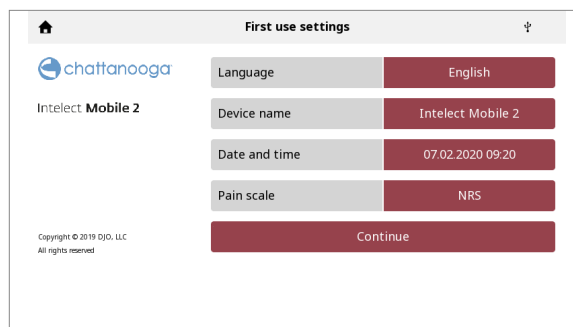 First use settings
chattanooga
Intelect Mobile 2
Language English
Device name Intelect Mobile 2
Date and time 07.02.2020 09:20
Pain scale NRS
Continue
Copyright © 2019 DJO, LLC
All rights reserved